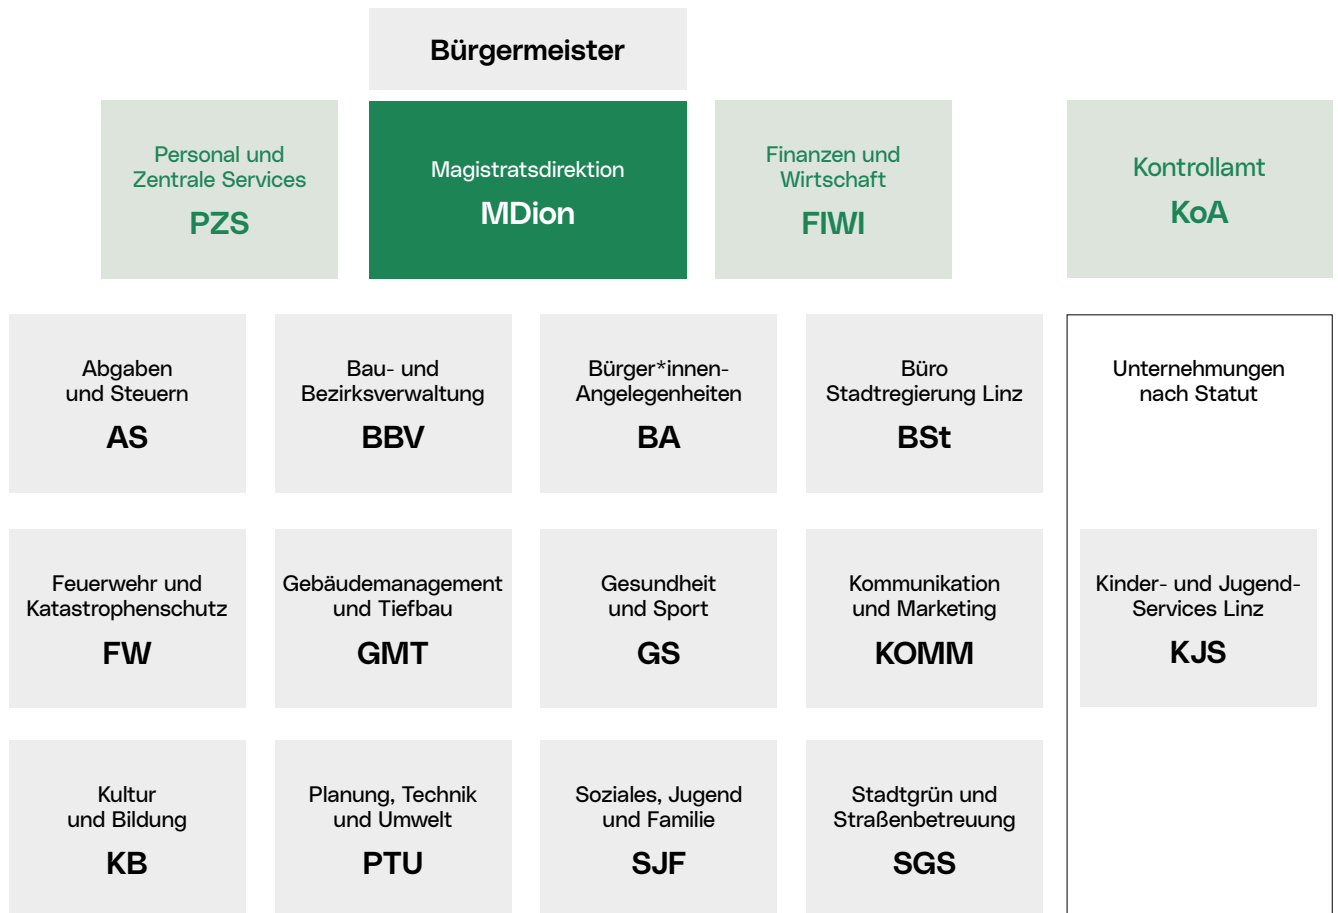 Bürgermeister
Personal und
Zentrale Services
PZS
Magistratsdirektion
MDion
Finanzen und
Wirtschaft
FIWI
Kontrollamt
KoA
Abgaben
und Steuern
AS
Bau- und
Bezirksverwaltung
BBV
Bürger*innen-
Angelegenheiten
BA
Büro
Stadtregierung Linz
BSt
Unternehmungen
nach Statut
Feuerwehr und
Katastrophenschutz
FW
Gebäudemanagement
und Tiefbau
GMT
Gesundheit
und Sport
GS
Kommunikation
und Marketing
KOMM
Kinder- und Jugend-
Services Linz
KJS
Kultur
und Bildung
KB
Planung, Technik
und Umwelt
PTU
Soziales, Jugend
und Familie
SJF
Stadtgrün und
Straßenbetreuung
SGS